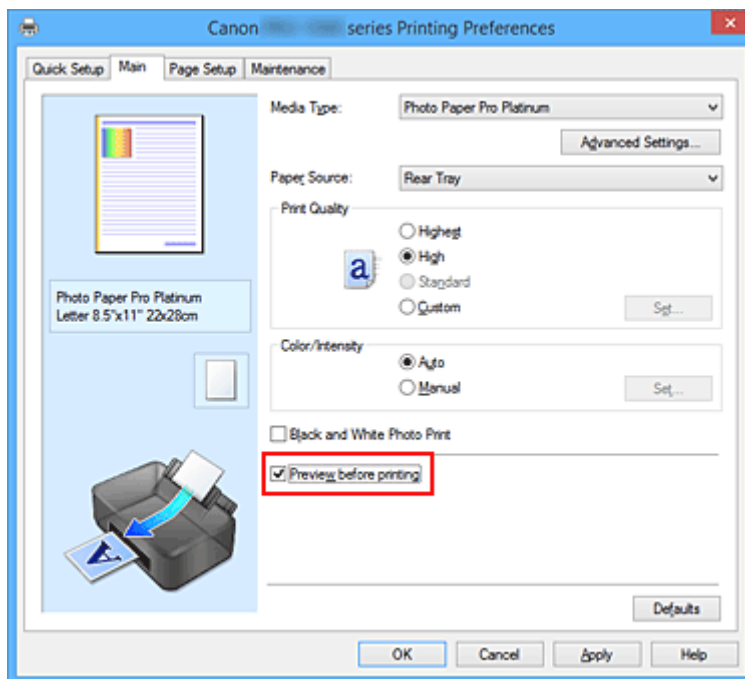 Canon series Printing Preferences
Quick Setup Main Page Setup Maintenance
Media Type: Photo Paper Pro Platinum
Advanced Settings...
Paper Source: Rear Tray
Print Quality
Highest
a High
Standard
Photo Paper Pro Platinum
Letter 8.5"x11" 22x28cm
Custom Set...
Color/Intensity
Auto
Manual Set...
Black and White Photo Print
Preview before printing
A
Defaults
OK Cancel Apply Help